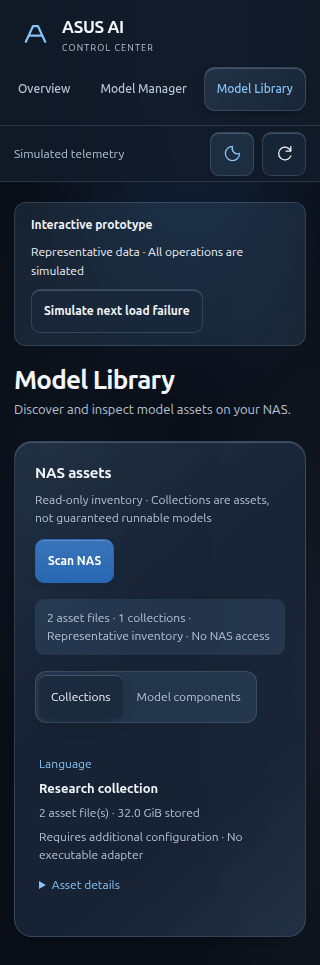 ASUS AI
CONTROL CENTER
Overview
Model Manager
Model Library
Simulated telemetry
Interactive prototype
Representative data · All operations are
simulated
Simulate next load failure
Model Library
Discover and inspect model assets on your NAS.
NAS assets
Read-only inventory · Collections are assets,
not guaranteed runnable models
Scan NAS
2 asset files · 1 collections ·
Representative inventory · No NAS access
Collections
Model components
Language
Research collection
2 asset file(s) · 32.0 GiB stored
Requires additional configuration · No
executable adapter
Asset details